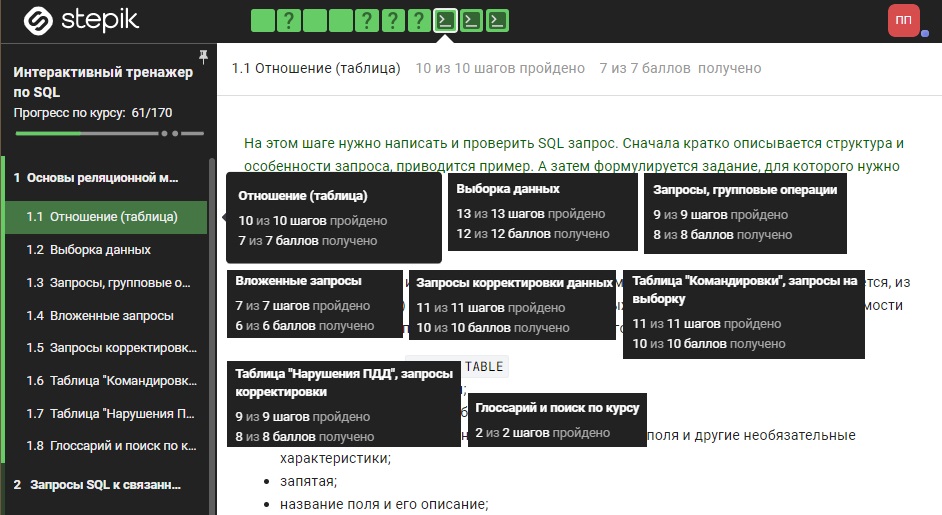 stepik
? ? ? ?
ПП
Интерактивный тренажер
по SQL
Прогресс по курсу: 61/170
1 Основы реляционной м...
1.1 Отношение (таблица)
1.2 Выборка данных
1.3 Запросы, групповые о...
1.4 Вложенные запросы
1.5 Запросы корректировк...
1.6 Таблица "Командировк...
1.7 Таблица "Нарушения П...
1.8 Глоссарий и поиск по к...
2 Запросы SQL к связанн...
1.1 Отношение (таблица) 10 из 10 шагов пройдено 7 из 7 баллов получено
На этом шаге нужно написать и проверить SQL запрос. Сначала кратко описывается структура и
особенности запроса, приводится пример. А затем формулируется задание, для которого нужно
Отношение (таблица)
10 из 10 шагов пройдено
7 из 7 баллов получено
Выборка данных
13 из 13 шагов пройдено
12 из 12 баллов получено
Запросы, групповые операции
9 из 9 шагов пройдено
8 из 8 баллов получено
Вложенные запросы
7 из 7 шагов пройдено
6 из 6 баллов получено
Запросы корректировки данных
11 из 11 шагов пройдено
10 из 10 баллов получено
Таблица "Командировки", запросы на
выборку
11 из 11 шагов пройдено
10 из 10 баллов получено
TABLE
Таблица "Нарушения ПДД", запросы
корректировки
9 из 9 шагов пройдено
8 из 8 баллов получено
Глоссарий и поиск по курсу
2 из 2 шагов пройдено
поля и другие необязательные
характеристики;
запятая;
название поля и его описание;